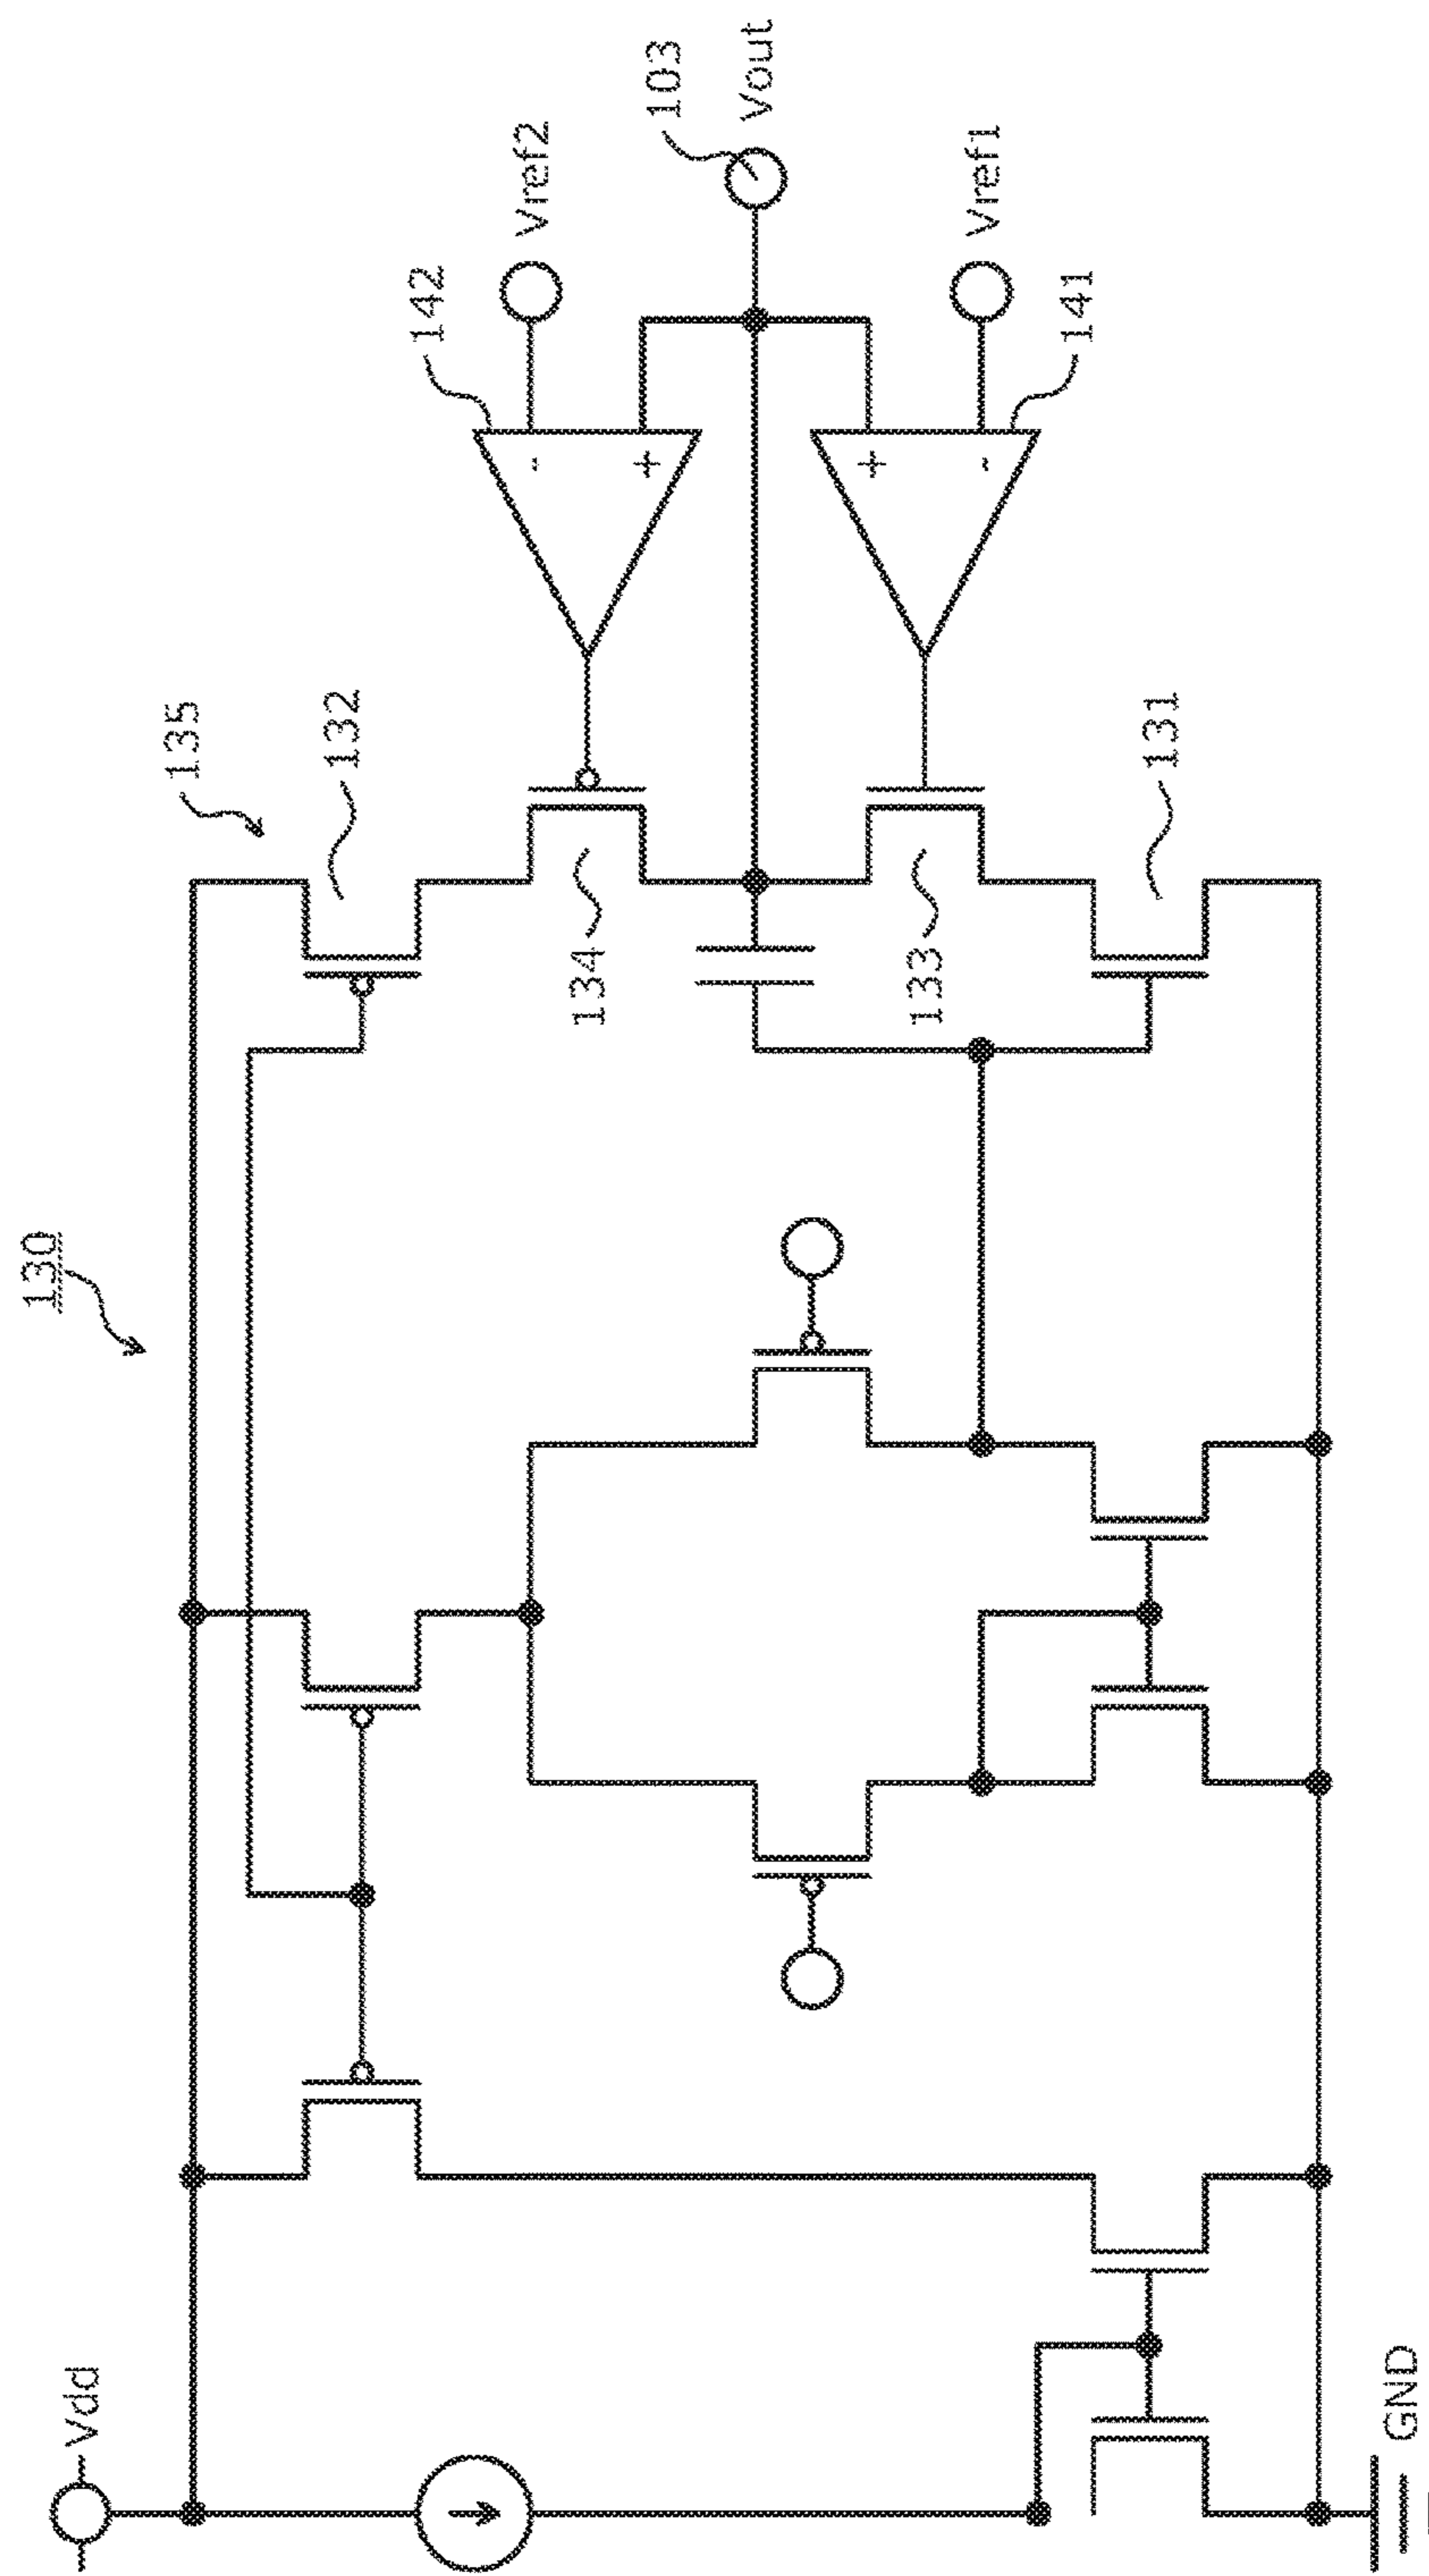 130
Vdd
GND
135
132
134
133
131
142
141
Vref2
Vref1
103
Vout
-
+
+
-